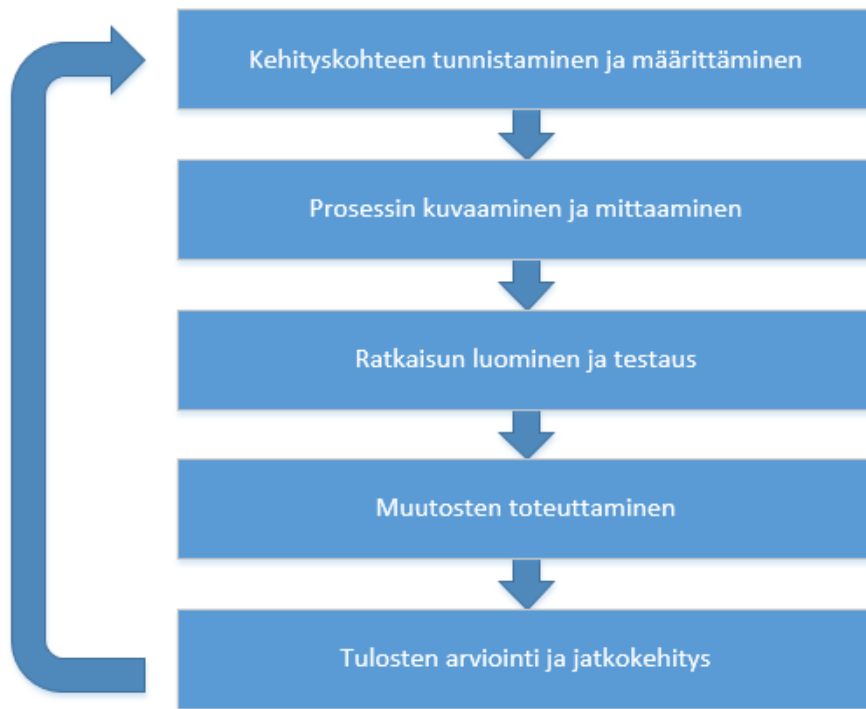 Kehityskohteen tunnistaminen ja määrittäminen
Prosessin kuvaaminen ja mittaaminen
Ratkaisun luominen ja testaus
Muutosten toteuttaminen
Tulosten arviointi ja jatkokehitys